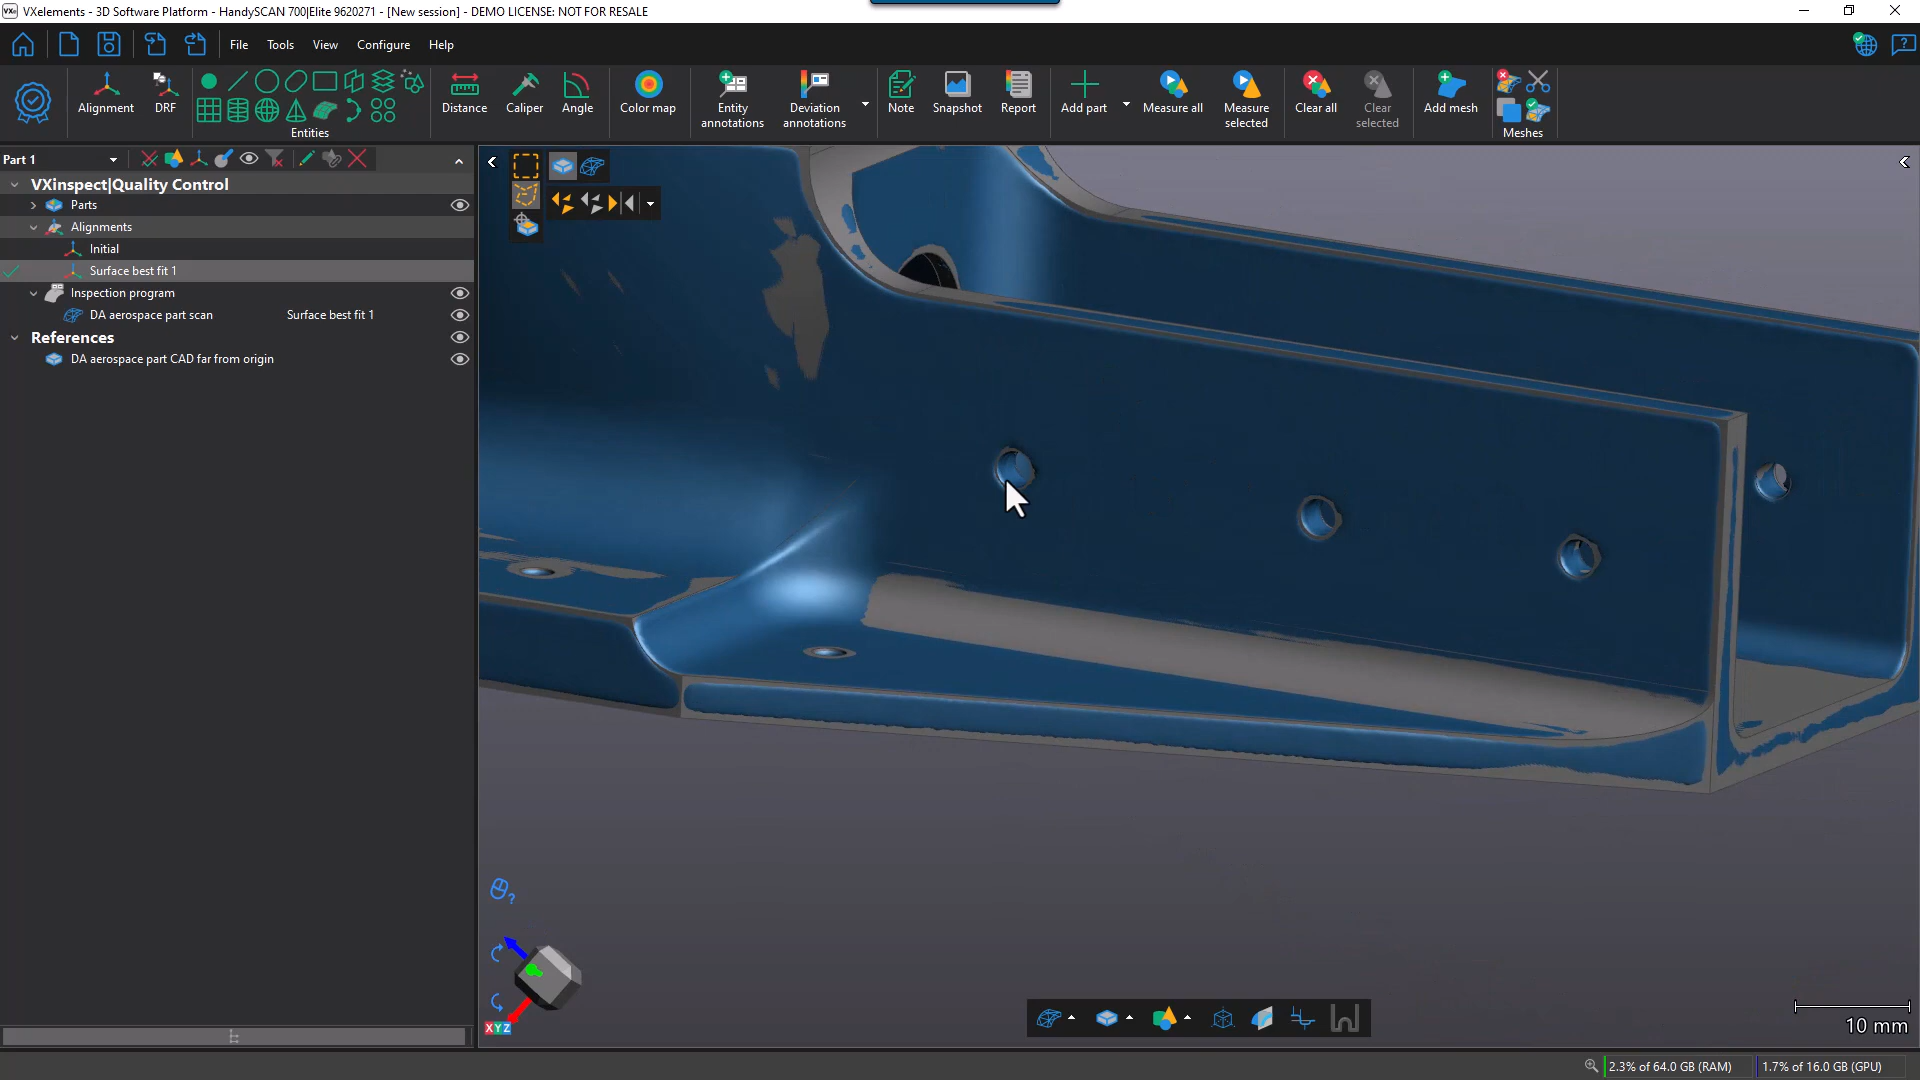 VXelements - 3D Software Platform - HandySCAN 700|Elite 9620271 - [New session] - DEMO LICENSE: NOT FOR RESALE
File Tools View Configure Help
Alignment DRF Entities Distance Caliper Angle Color map Entity annotations Deviation annotations Note Snapshot Report Add part Measure all Measure selected Clear all Clear selected Add mesh Meshes
Part 1
VXinspect|Quality Control
Parts
Alignments
Initial
Surface best fit 1
Inspection program
DA aerospace part scan Surface best fit 1
References
DA aerospace part CAD far from origin
XYZ
10 mm
2.3% of 64.0 GB (RAM) 1.7% of 16.0 GB (GPU)